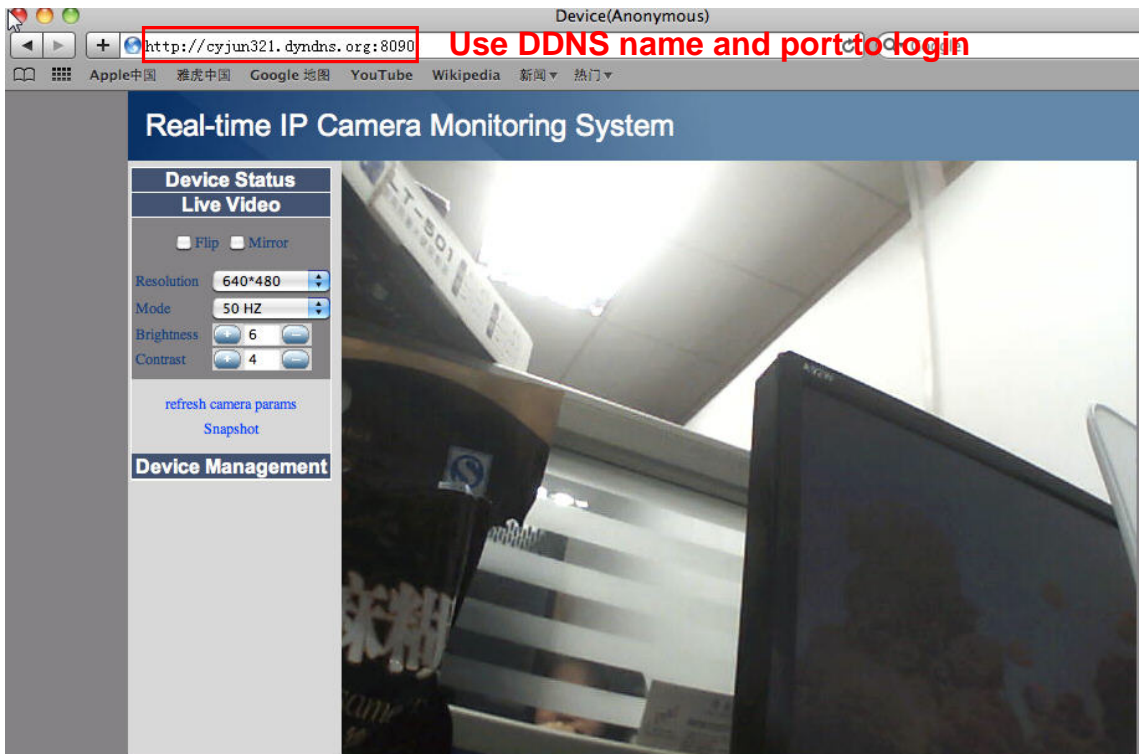 Device(Anonymous)
http://cyjun321.dyndns.org:8090
Use DDNS name and port to login
Apple中国 雅虎中国 Google 地图 YouTube Wikipedia 新闻▼ 热门▼
Real-time IP Camera Monitoring System
Device Status
Live Video
Flip Mirror
Resolution 640*480
Mode 50 HZ
Brightness + 6 −
Contrast + 4 −
refresh camera params
Snapshot
Device Management
LT-501